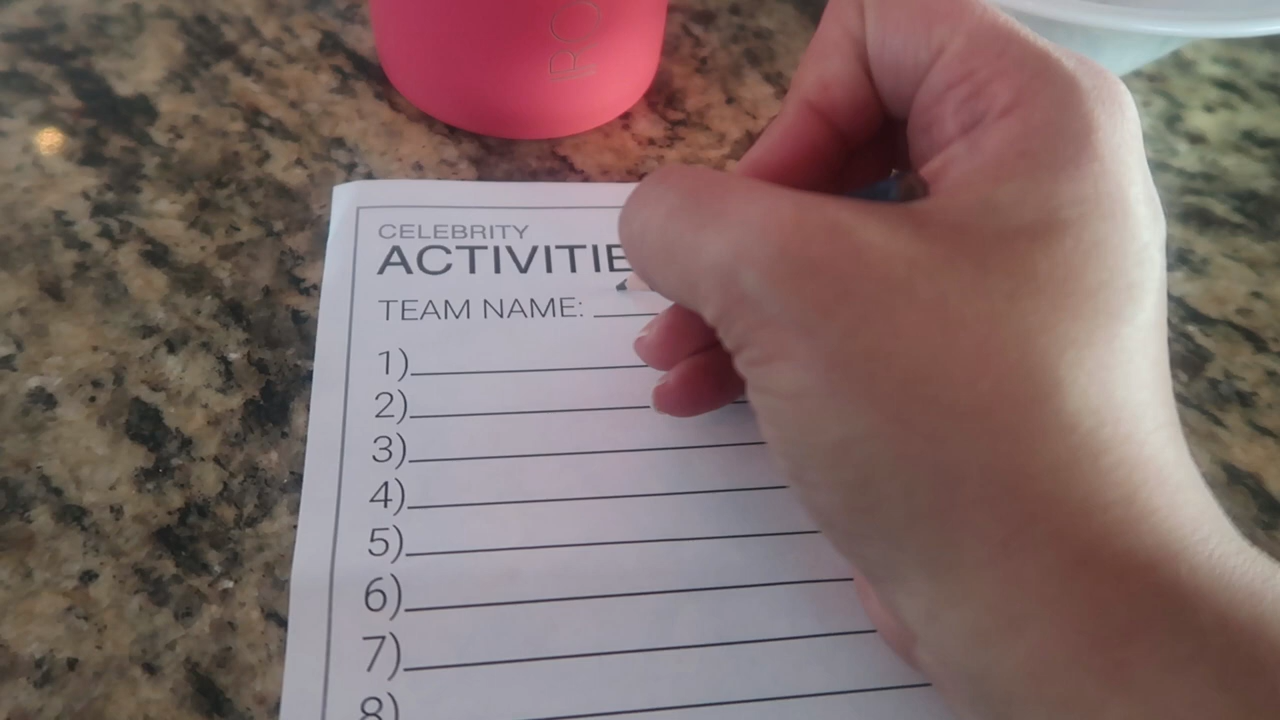 CELEBRITY
ACTIVITIE
TEAM NAME:
1)
2)
3)
4)
5)
6)
7)
8)